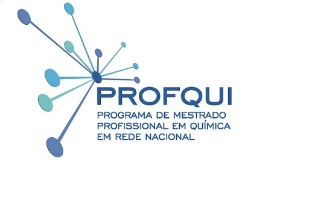 PROFQUI
PROGRAMA DE MESTRADO
PROFISSIONAL EM QUÍMICA
EM REDE NACIONAL